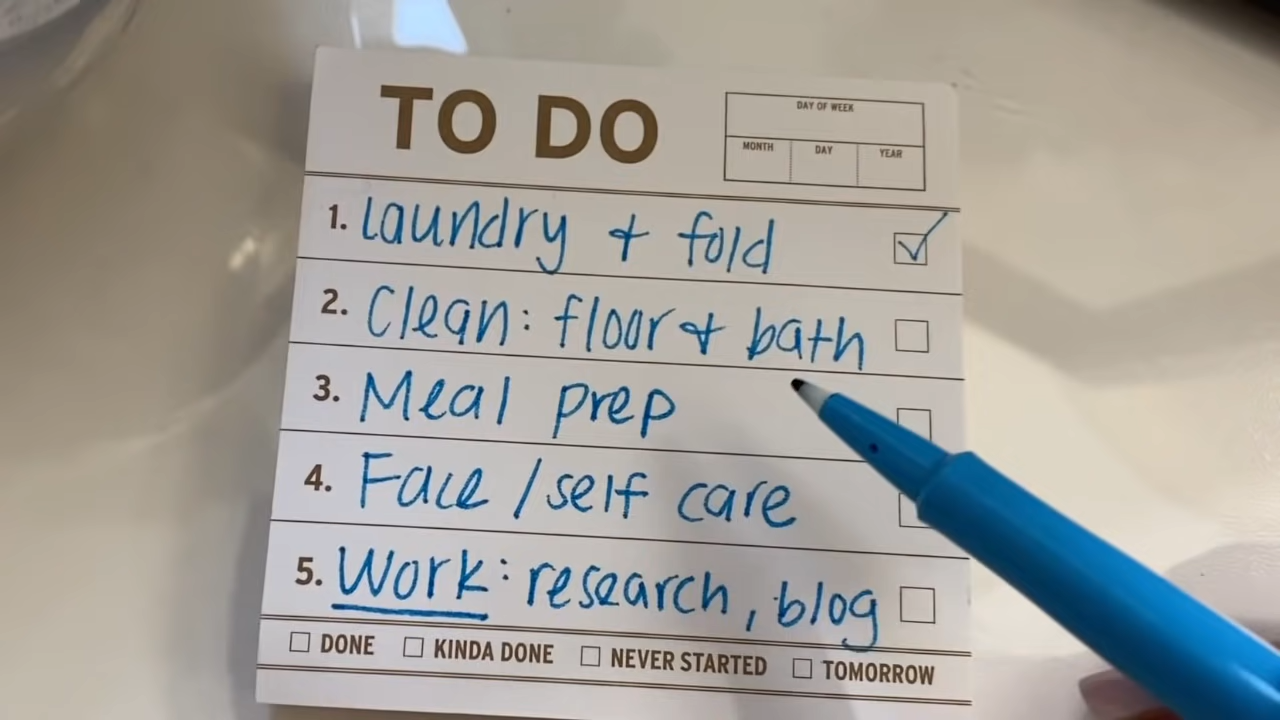 TO DO
DAY OF WEEK
MONTH DAY YEAR
1. Laundry + fold
2. Clean: floor + bath
3. Meal prep
4. Face / self care
5. Work: research, blog
DONE KINDA DONE NEVER STARTED TOMORROW